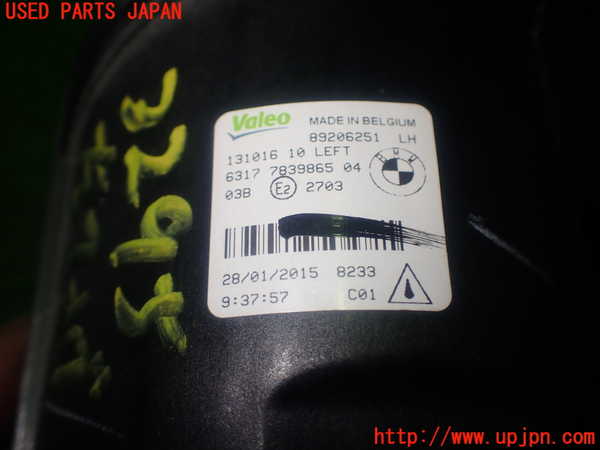 USED PARTS JAPAN
Valeo
MADE IN BELGIUM
89206251 LH
131016 10 LEFT
6317 7839865 04
03B E2 2703
BMW
28/01/2015 8233
9:37:57 C01
www.upjpn.com